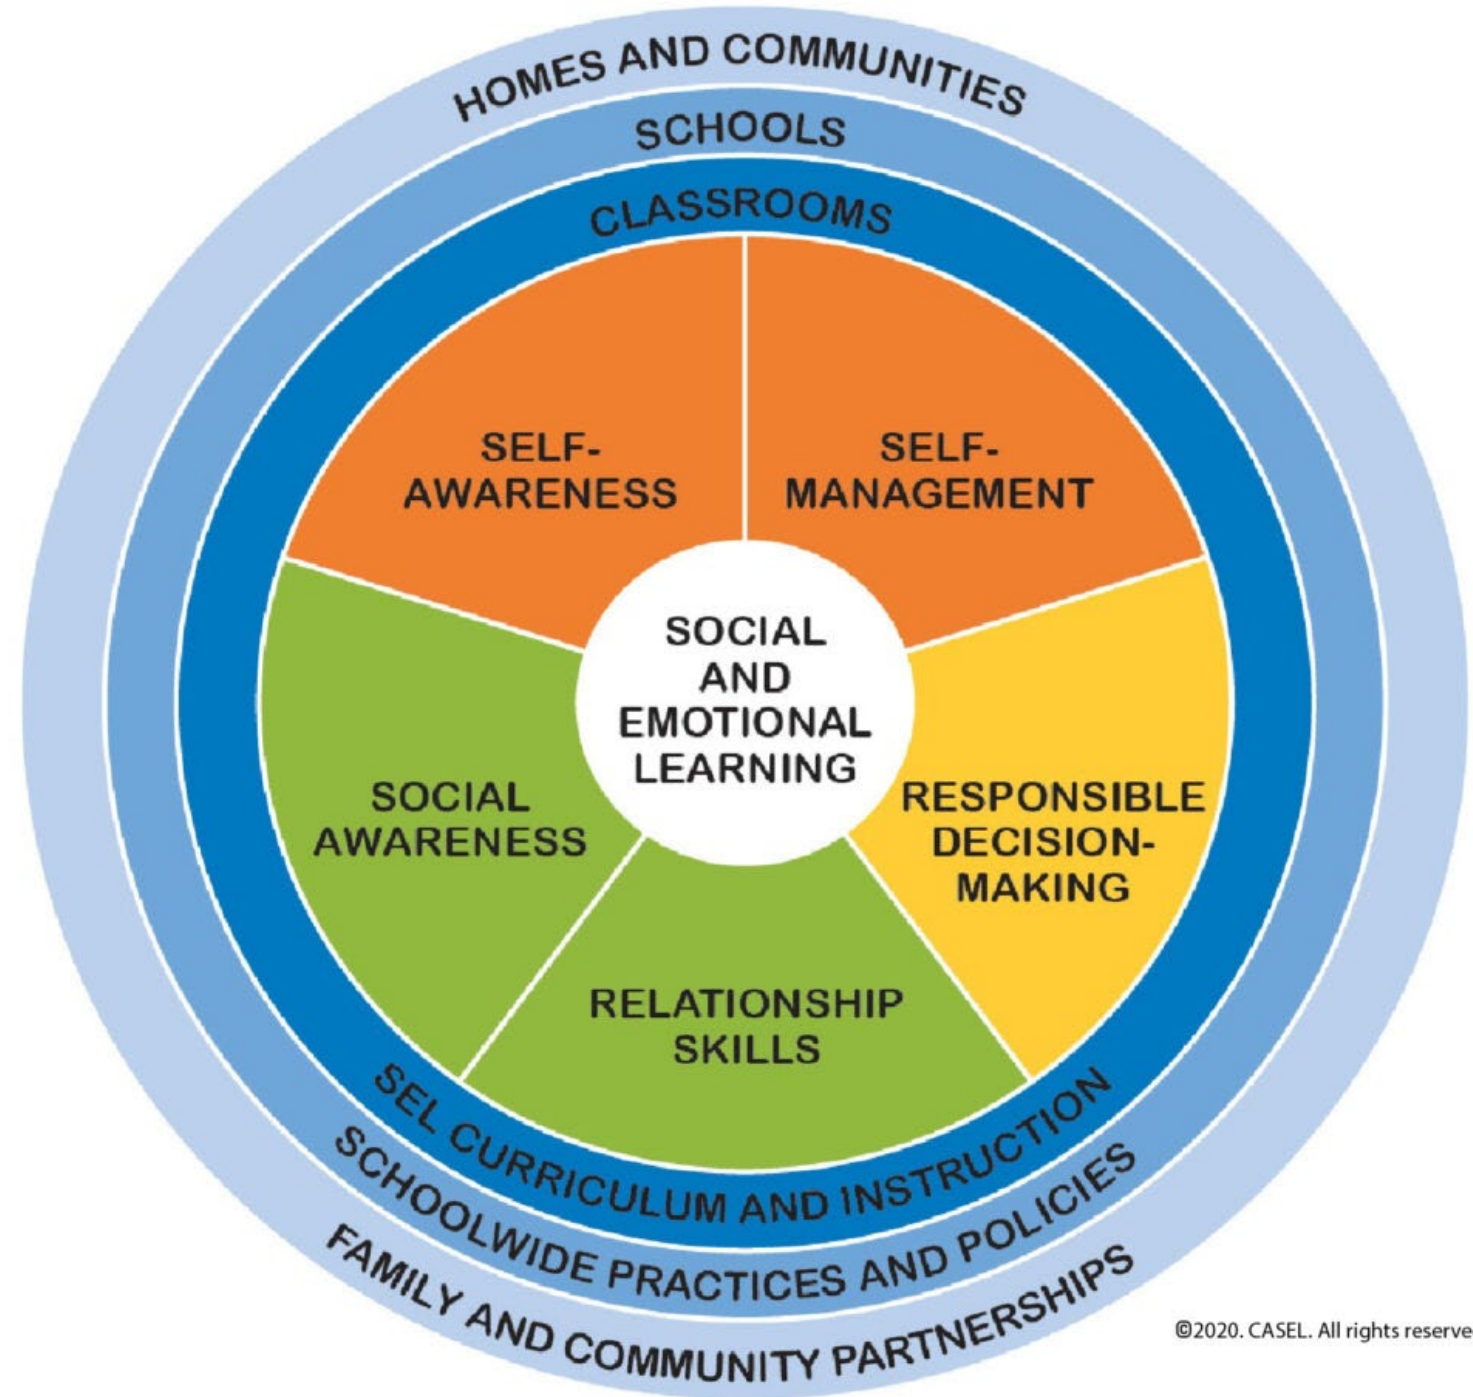 HOMES AND COMMUNITIES
SCHOOLS
CLASSROOMS
SELF-
AWARENESS
SELF-
MANAGEMENT
SOCIAL
AND
EMOTIONAL
LEARNING
SOCIAL
AWARENESS
RESPONSIBLE
DECISION-
MAKING
RELATIONSHIP
SKILLS
SEL CURRICULUM AND INSTRUCTION
SCHOOLWIDE PRACTICES AND POLICIES
FAMILY AND COMMUNITY PARTNERSHIPS
©2020. CASEL. All rights reserve